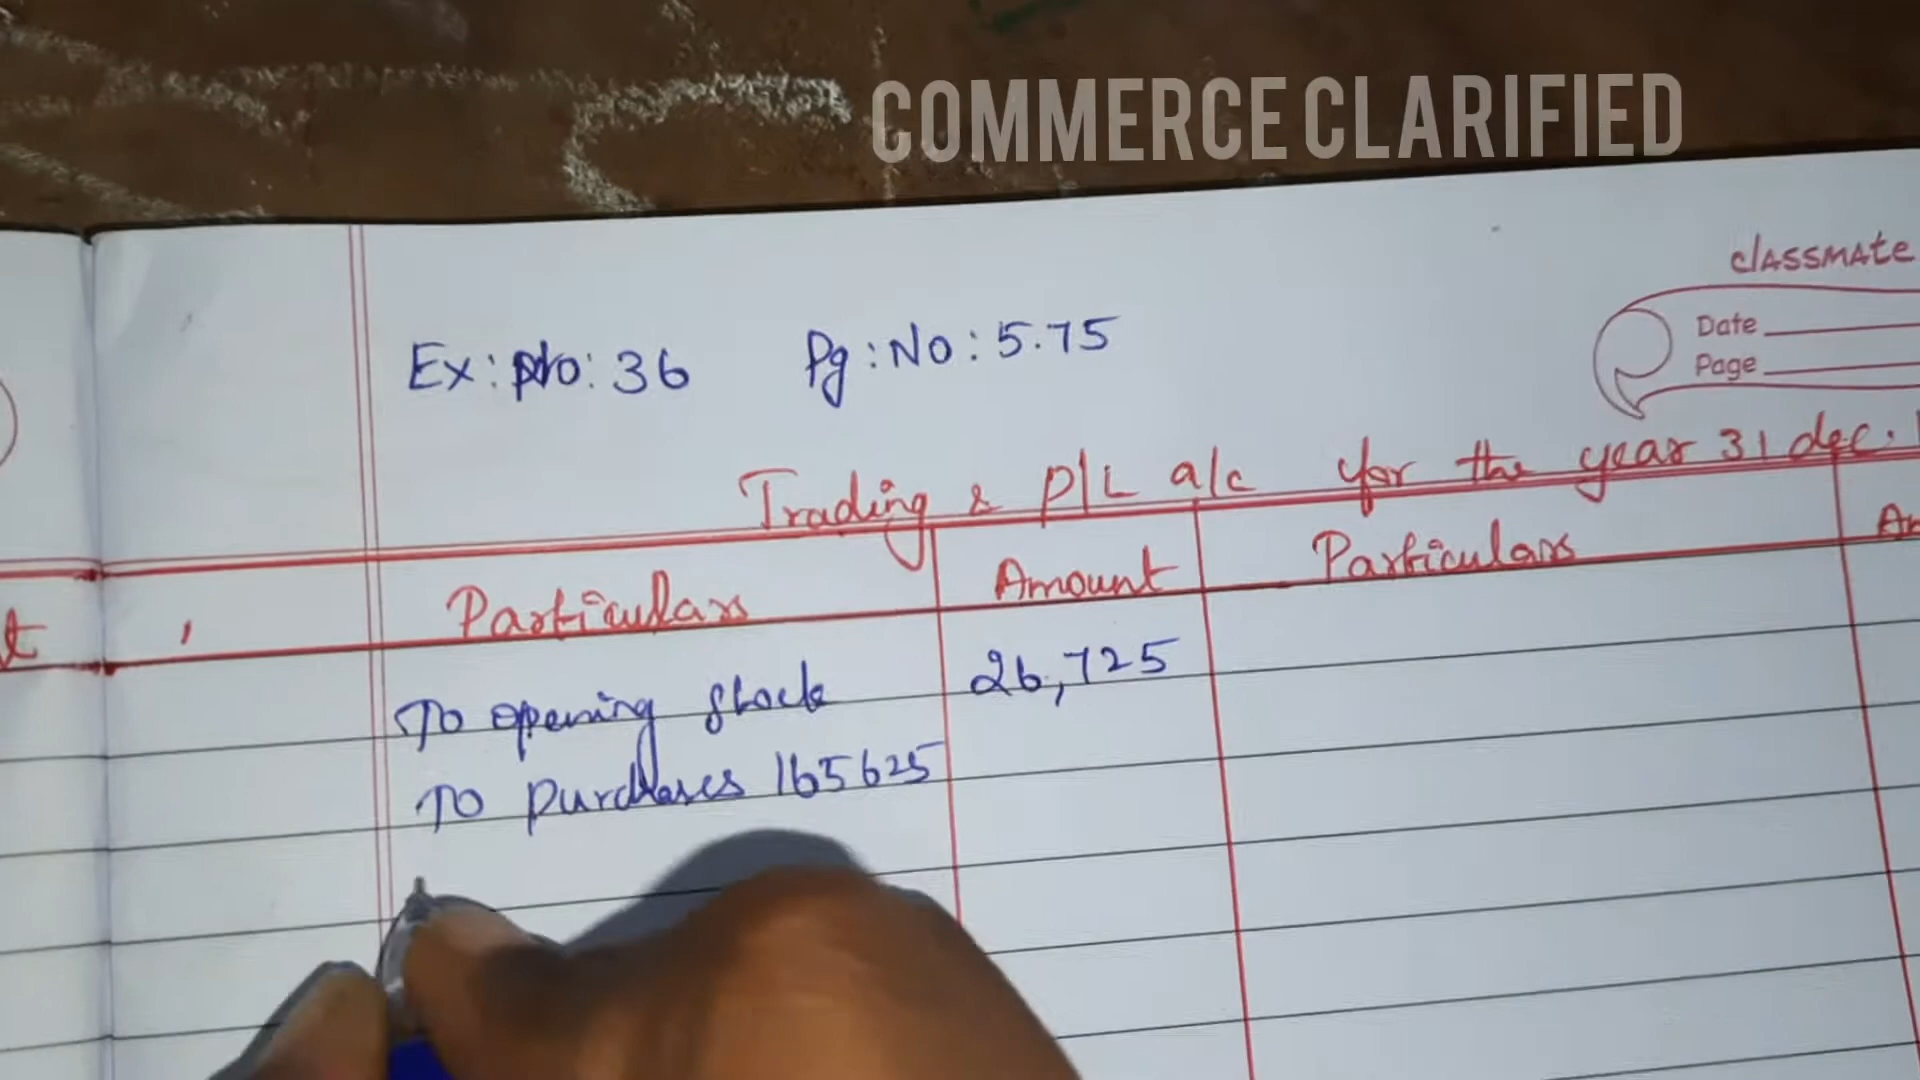 COMMERCE CLARIFIED
classmate
Date
Page
Ex: No: 36 Pg: No: 5.75
Trading & P/L a/c for the year 31 dec.
Particulars Amount Particulars
To opening stock 26,725
To purchases 165625